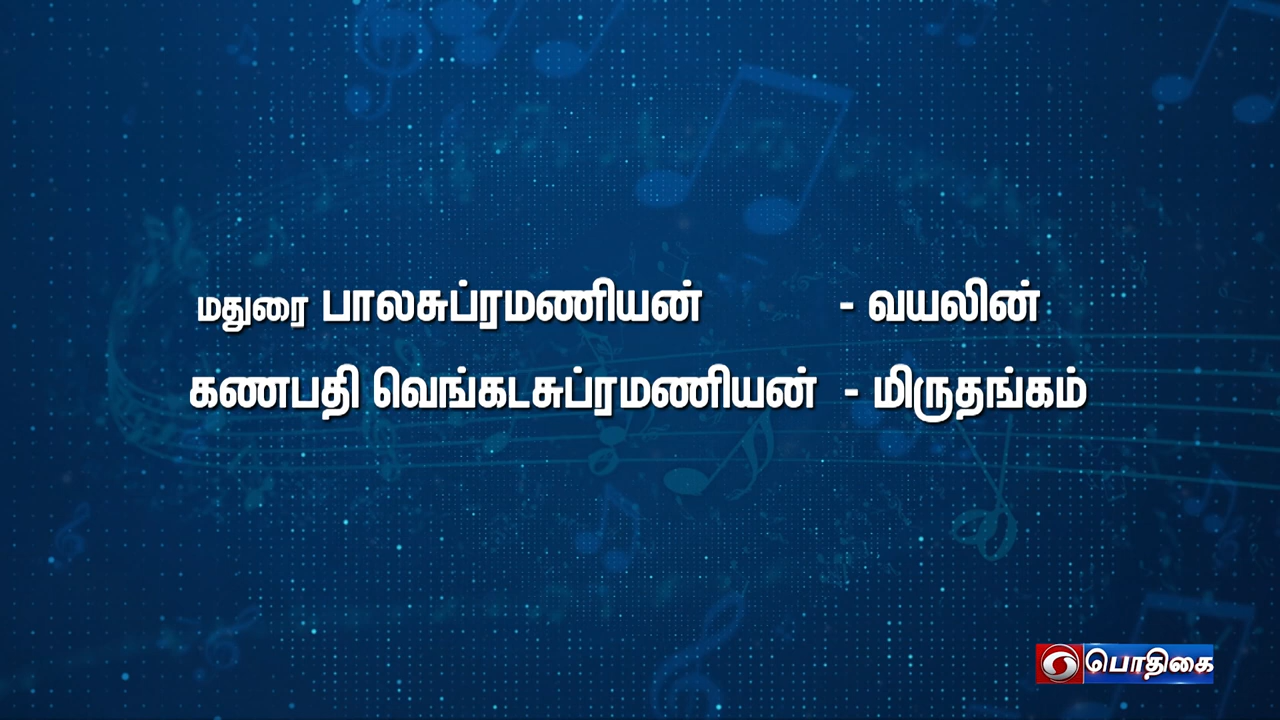 மதுரை பாலசுப்ரமணியன் - வயலின்
கணபதி வெங்கடசுப்ரமணியன் - மிருதங்கம்
பொதிகை